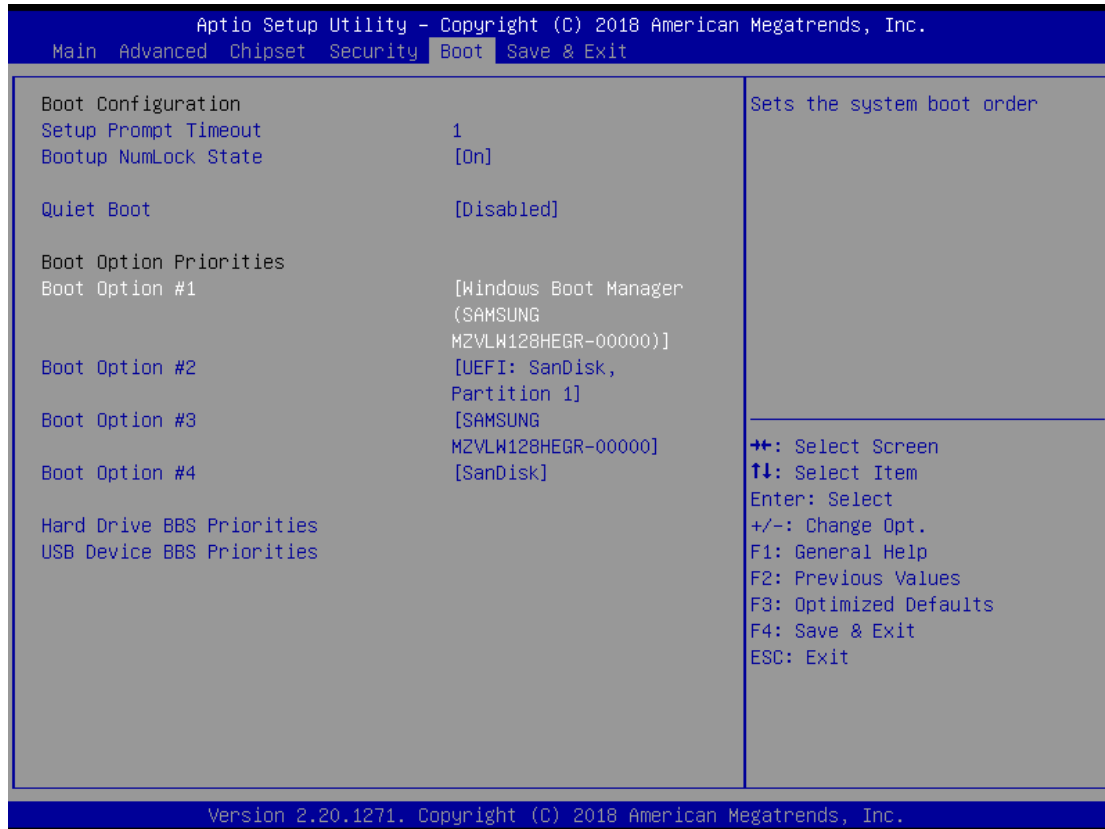 Aptio Setup Utility – Copyright (C) 2018 American Megatrends, Inc.
Main Advanced Chipset Security Boot Save & Exit
Boot Configuration
Setup Prompt Timeout 1
Bootup NumLock State [On]
Quiet Boot [Disabled]
Boot Option Priorities
Boot Option #1 [Windows Boot Manager
(SAMSUNG
MZVLW128HEGR-00000)]
Boot Option #2 [UEFI: SanDisk,
Partition 1]
Boot Option #3 [SAMSUNG
MZVLW128HEGR-00000]
Boot Option #4 [SanDisk]
Hard Drive BBS Priorities
USB Device BBS Priorities
Sets the system boot order
→←: Select Screen
↑↓: Select Item
Enter: Select
+/-: Change Opt.
F1: General Help
F2: Previous Values
F3: Optimized Defaults
F4: Save & Exit
ESC: Exit
Version 2.20.1271. Copyright (C) 2018 American Megatrends, Inc.